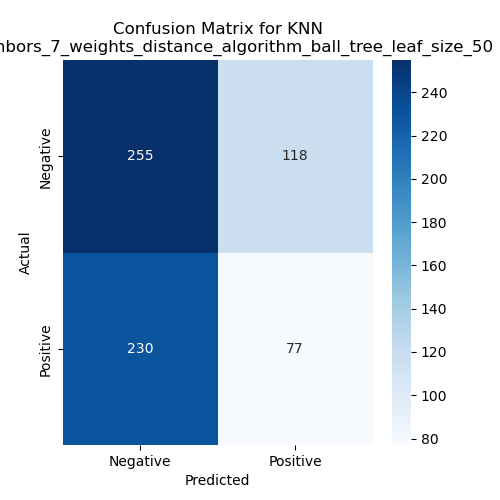 Confusion Matrix for KNN
nbors_7_weights_distance_algorithm_ball_tree_leaf_size_50
Negative
255
118
240
220
200
180
160
140
120
100
80
Actual
Positive
230
77
Negative
Positive
Predicted